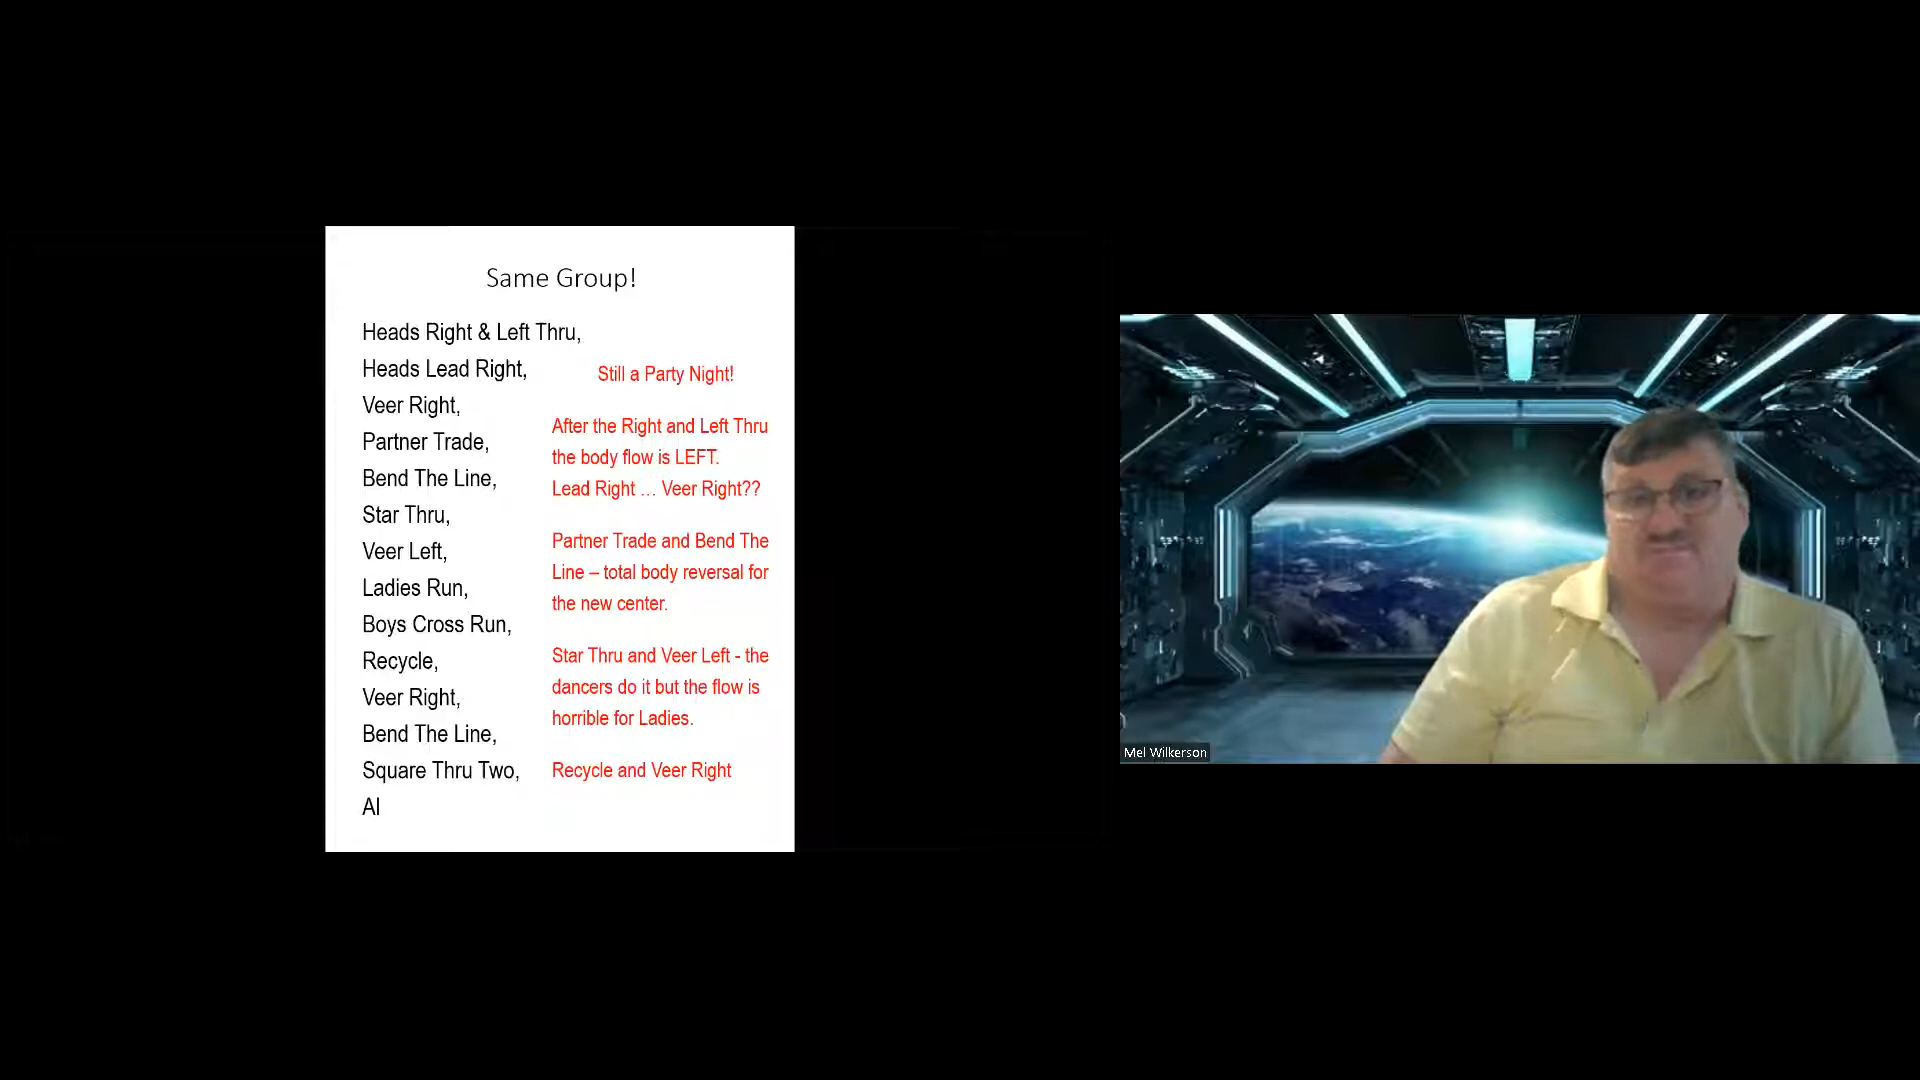 Same Group!
Heads Right & Left Thru,
Heads Lead Right,
Veer Right,
Partner Trade,
Bend The Line,
Star Thru,
Veer Left,
Ladies Run,
Boys Cross Run,
Recycle,
Veer Right,
Bend The Line,
Square Thru Two,
Al
Still a Party Night!
After the Right and Left Thru
the body flow is LEFT.
Lead Right … Veer Right??
Partner Trade and Bend The
Line – total body reversal for
the new center.
Star Thru and Veer Left - the
dancers do it but the flow is
horrible for Ladies.
Recycle and Veer Right
Mel Wilkerson